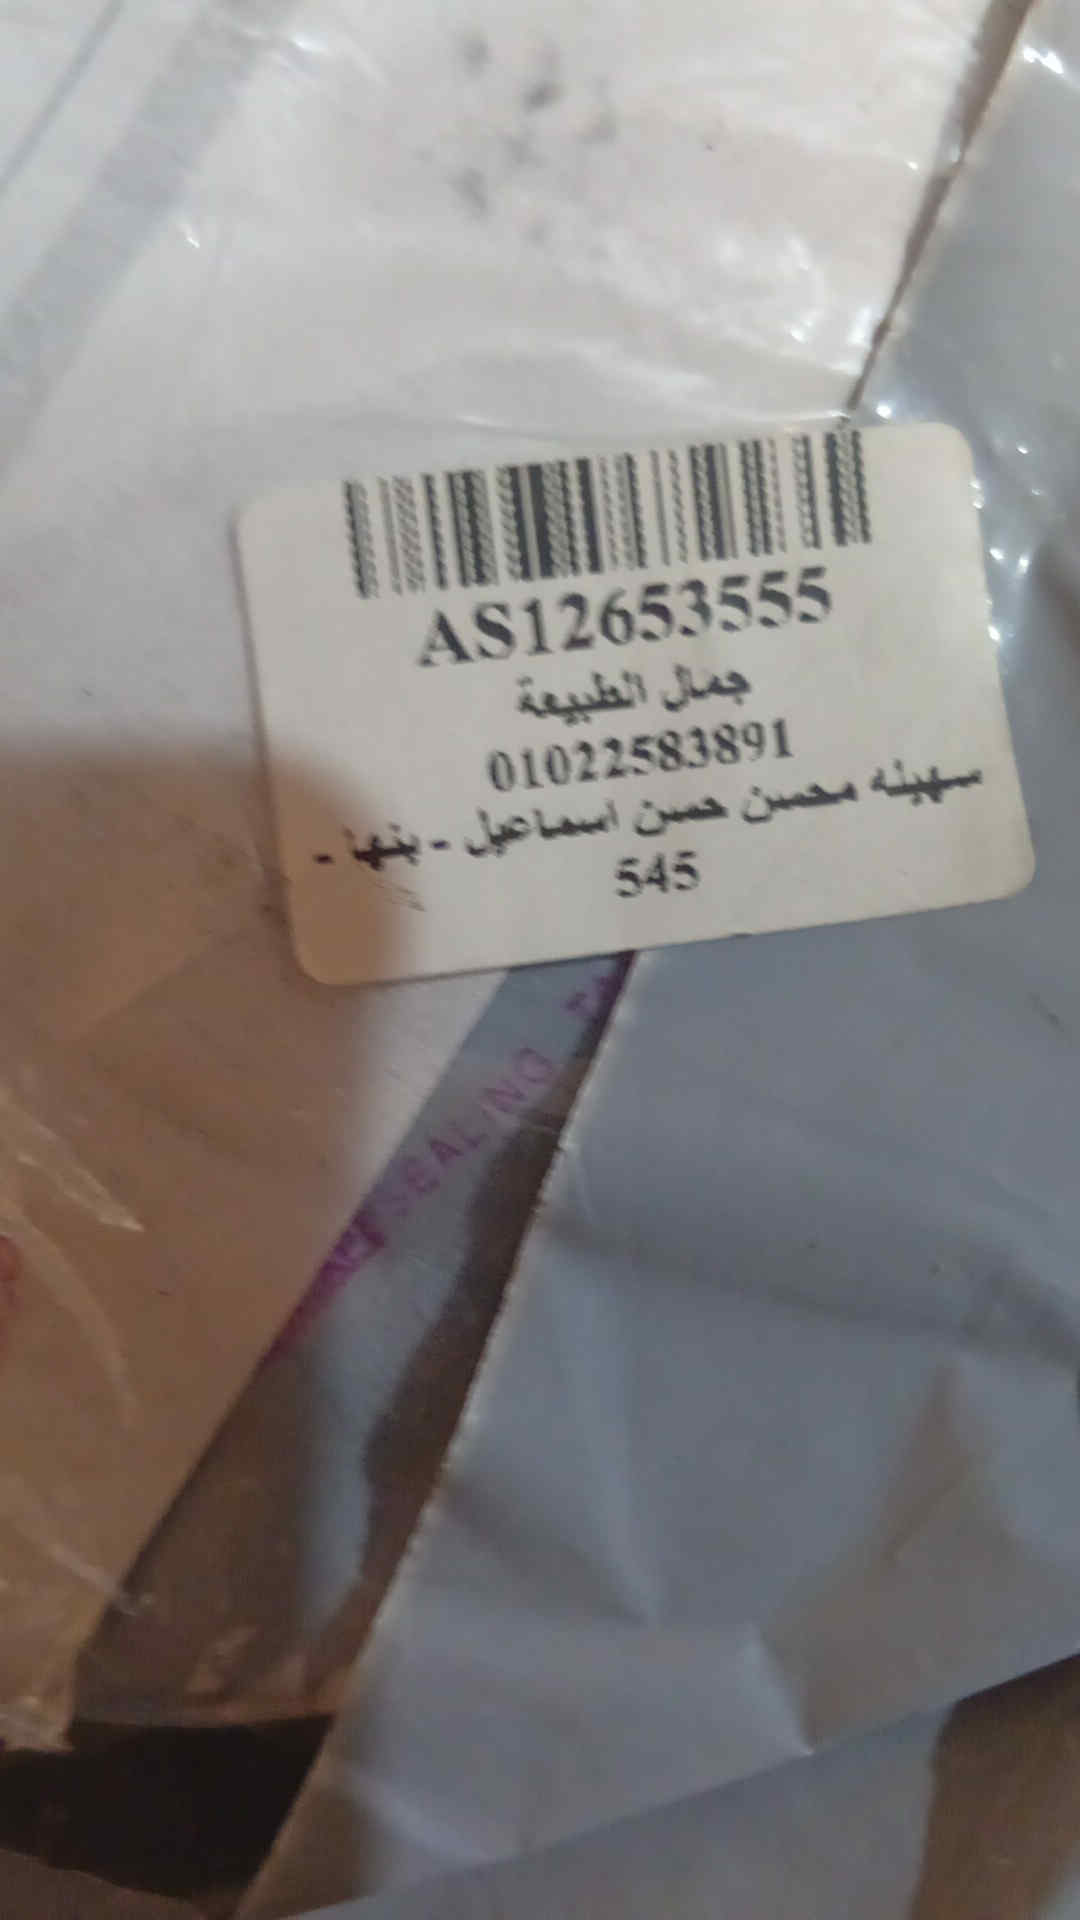 AS12653555
جمال الطبيعة
01022583891
سهيله محسن حسن اسماعيل - بنها -
545
SEALING